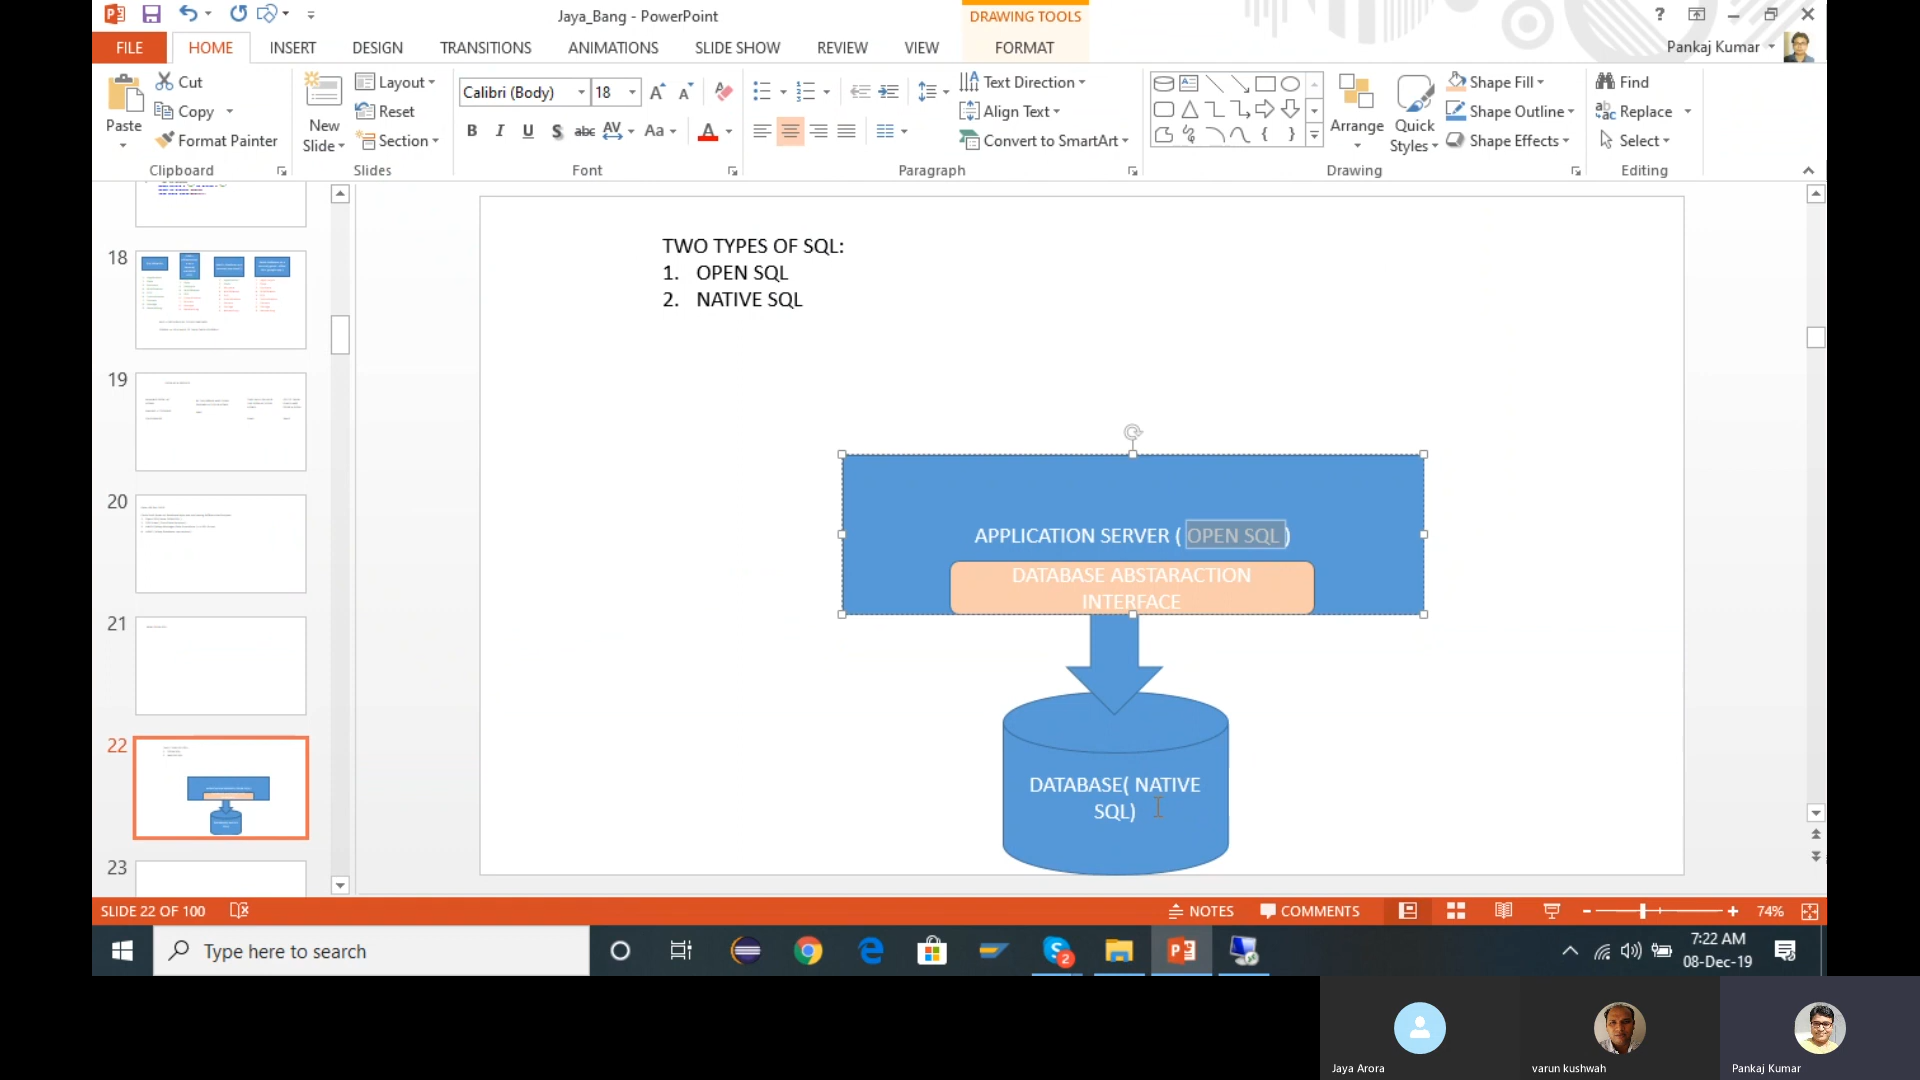 Jaya_Bang - PowerPoint
DRAWING TOOLS
?
FILE
HOME
INSERT
DESIGN
TRANSITIONS
ANIMATIONS
SLIDE SHOW
REVIEW
VIEW
FORMAT
Pankaj Kumar
Paste
Cut
Copy
Format Painter
Clipboard
New
Slide
Layout
Reset
Section
Slides
Calibri (Body)
18
B I U S abc AV Aa A
Font
Text Direction
Align Text
Convert to SmartArt
Paragraph
Arrange
Quick
Styles
Shape Fill
Shape Outline
Shape Effects
Drawing
Find
Replace
Select
Editing
18
19
20
21
22
23
TWO TYPES OF SQL:
1. OPEN SQL
2. NATIVE SQL
APPLICATION SERVER ( OPEN SQL )
DATABASE ABSTARACTION
INTERFACE
DATABASE( NATIVE
SQL)
SLIDE 22 OF 100
NOTES
COMMENTS
74%
Type here to search
2
7:22 AM
08-Dec-19
Jaya Arora
varun kushwah
Pankaj Kumar